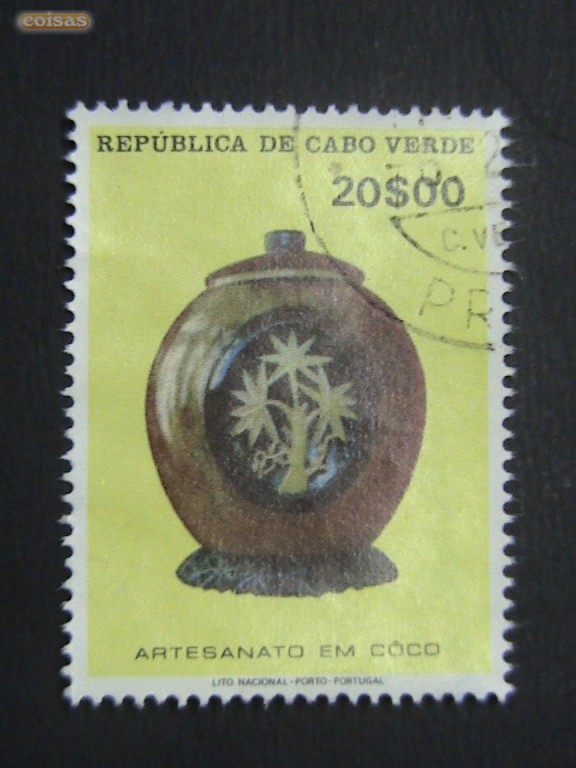 coisas
REPÚBLICA DE CABO VERDE
20$00
ARTESANATO EM CÔCO
LITO NACIONAL-PORTO-PORTUGAL